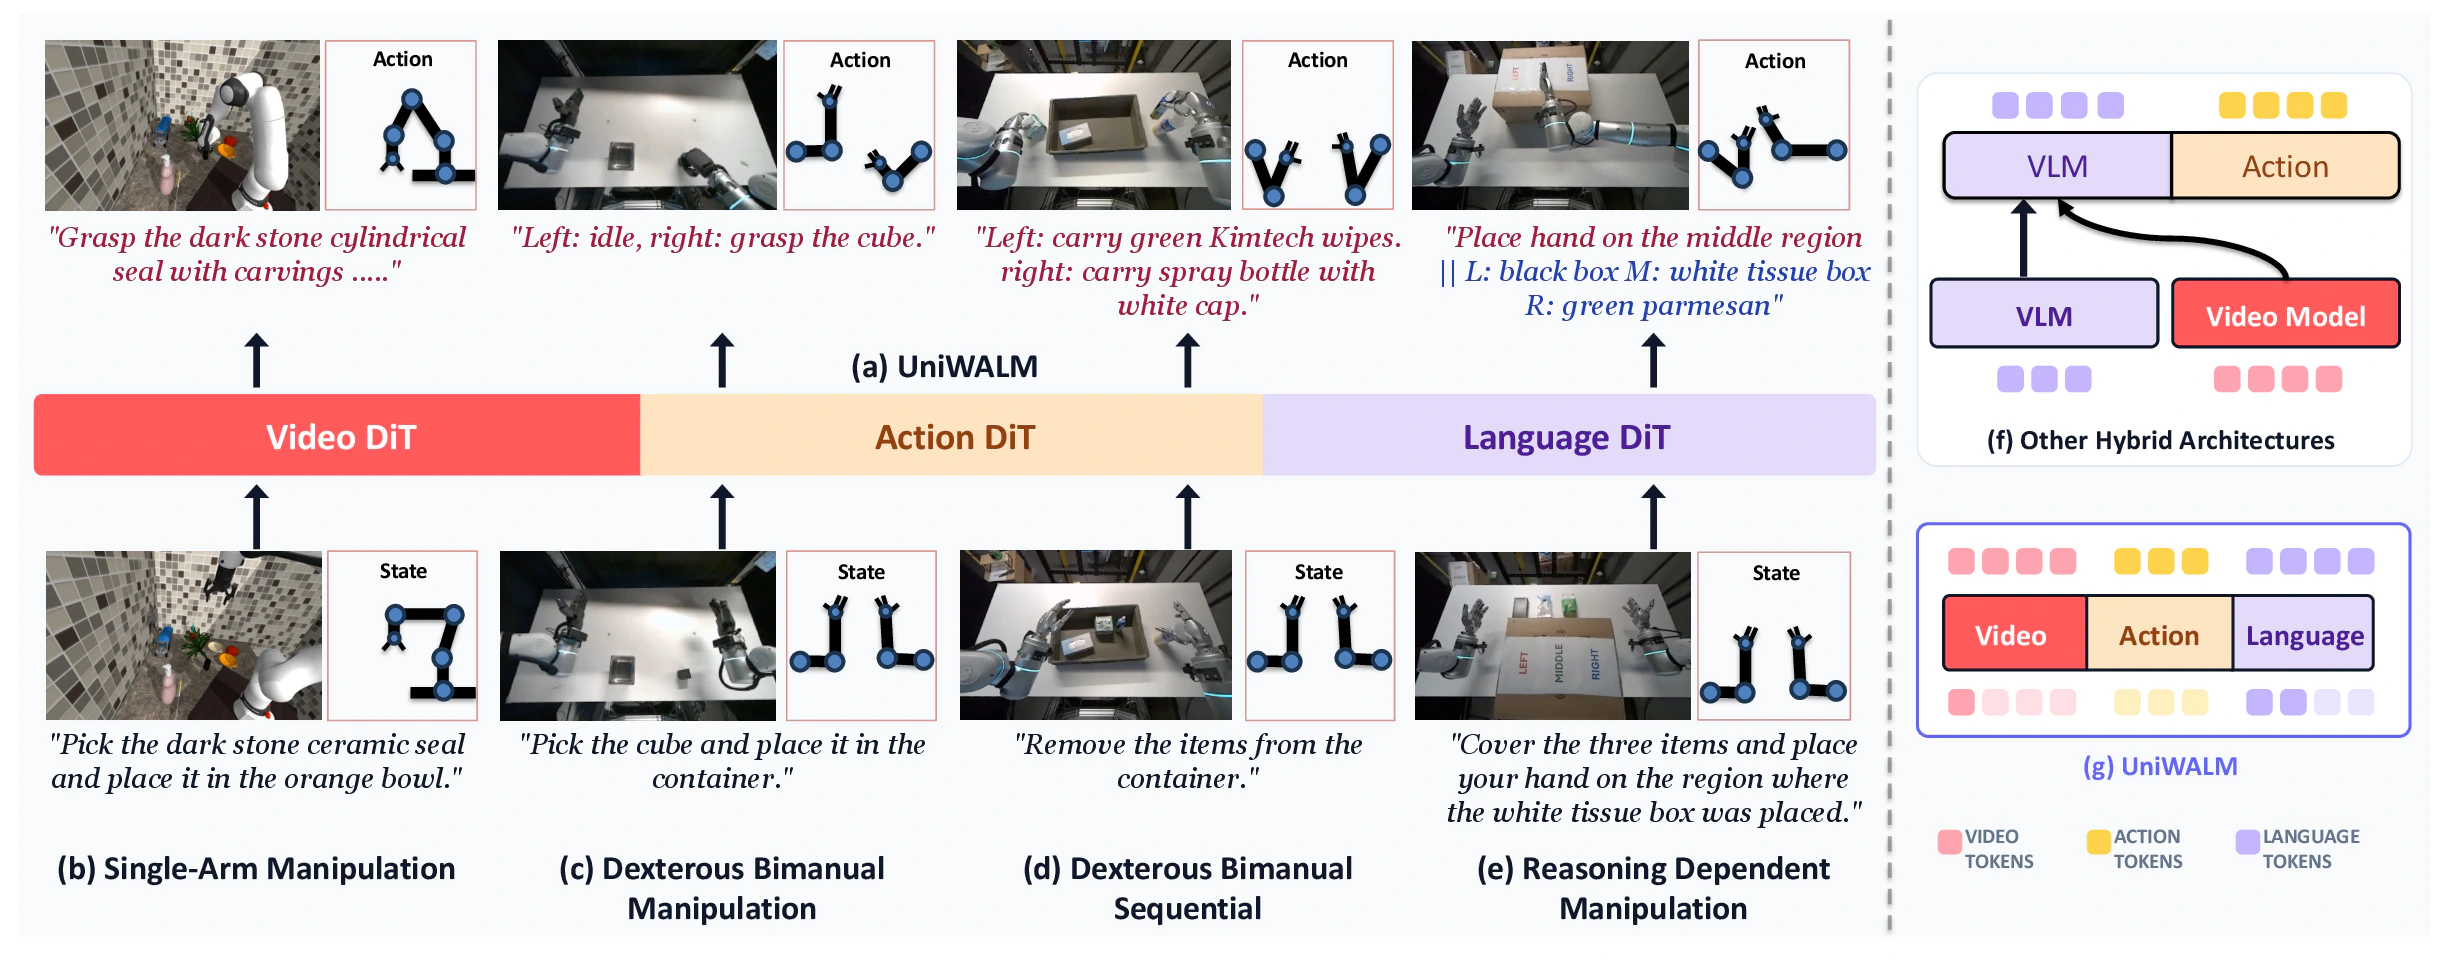 Action
Action
Action
Action
LEFT
RIGHT
"Grasp the dark stone cylindrical
seal with carvings ....."
"Left: idle, right: grasp the cube."
"Left: carry green Kimtech wipes.
right: carry spray bottle with
white cap."
"Place hand on the middle region
|| L: black box M: white tissue box
R: green parmesan"
(a) UniWALM
Video DiT
Action DiT
Language DiT
State
State
State
State
LEFT
MIDDLE
RIGHT
"Pick the dark stone ceramic seal
and place it in the orange bowl."
"Pick the cube and place it in the
container."
"Remove the items from the
container."
"Cover the three items and place
your hand on the region where
the white tissue box was placed."
(b) Single-Arm Manipulation
(c) Dexterous Bimanual
Manipulation
(d) Dexterous Bimanual
Sequential
(e) Reasoning Dependent
Manipulation
VLM
Action
VLM
Video Model
(f) Other Hybrid Architectures
Video
Action
Language
(g) UniWALM
VIDEO
TOKENS
ACTION
TOKENS
LANGUAGE
TOKENS